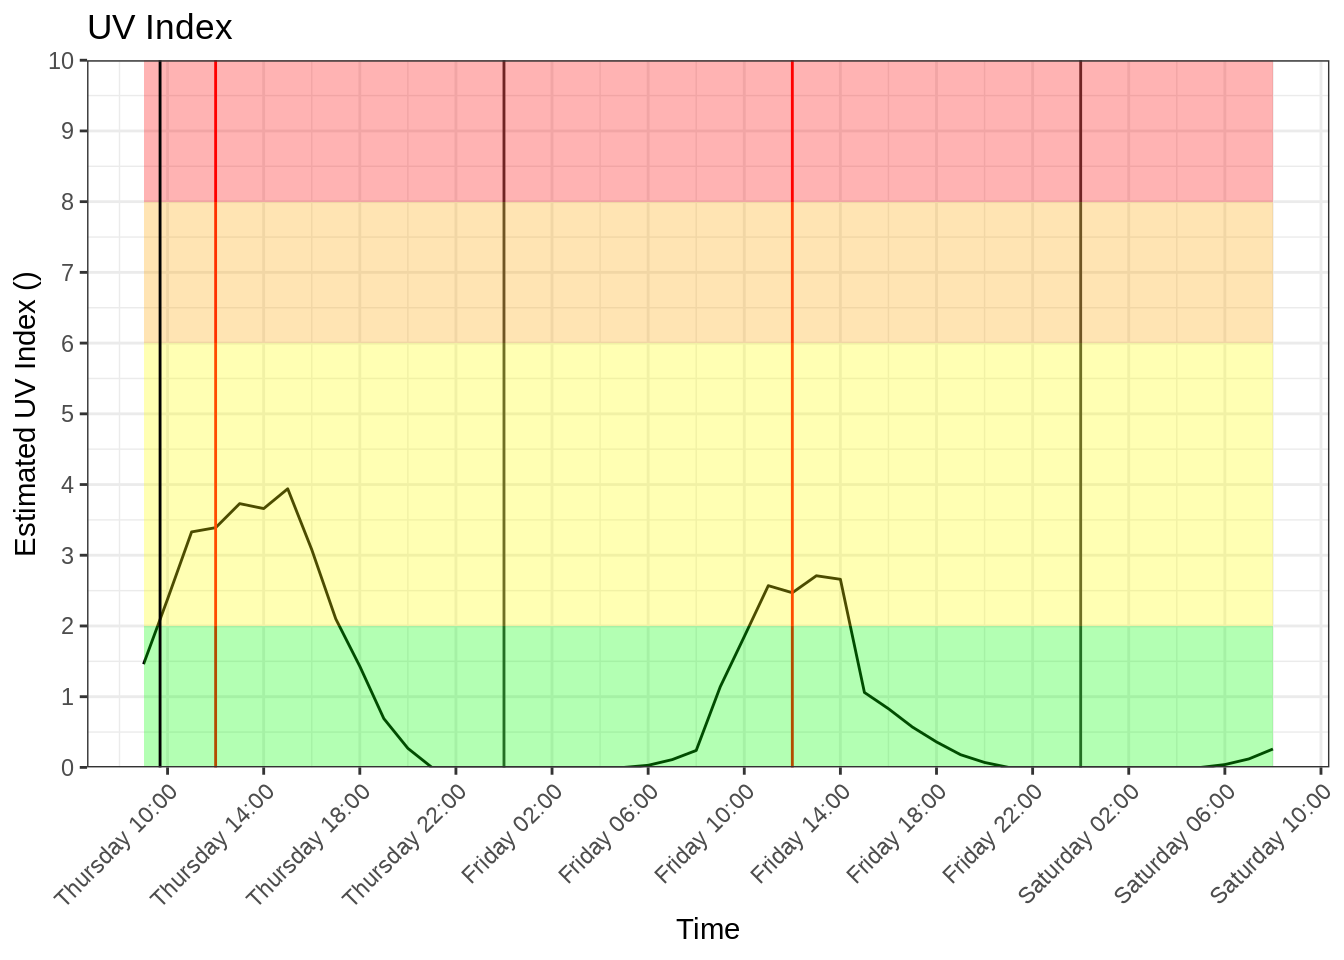 UV Index
Estimated UV Index ()
10
9
8
7
6
5
4
3
2
1
0
Thursday 10:00
Thursday 14:00
Thursday 18:00
Thursday 22:00
Friday 02:00
Friday 06:00
Friday 10:00
Friday 14:00
Friday 18:00
Friday 22:00
Saturday 02:00
Saturday 06:00
Saturday 10:00
Time